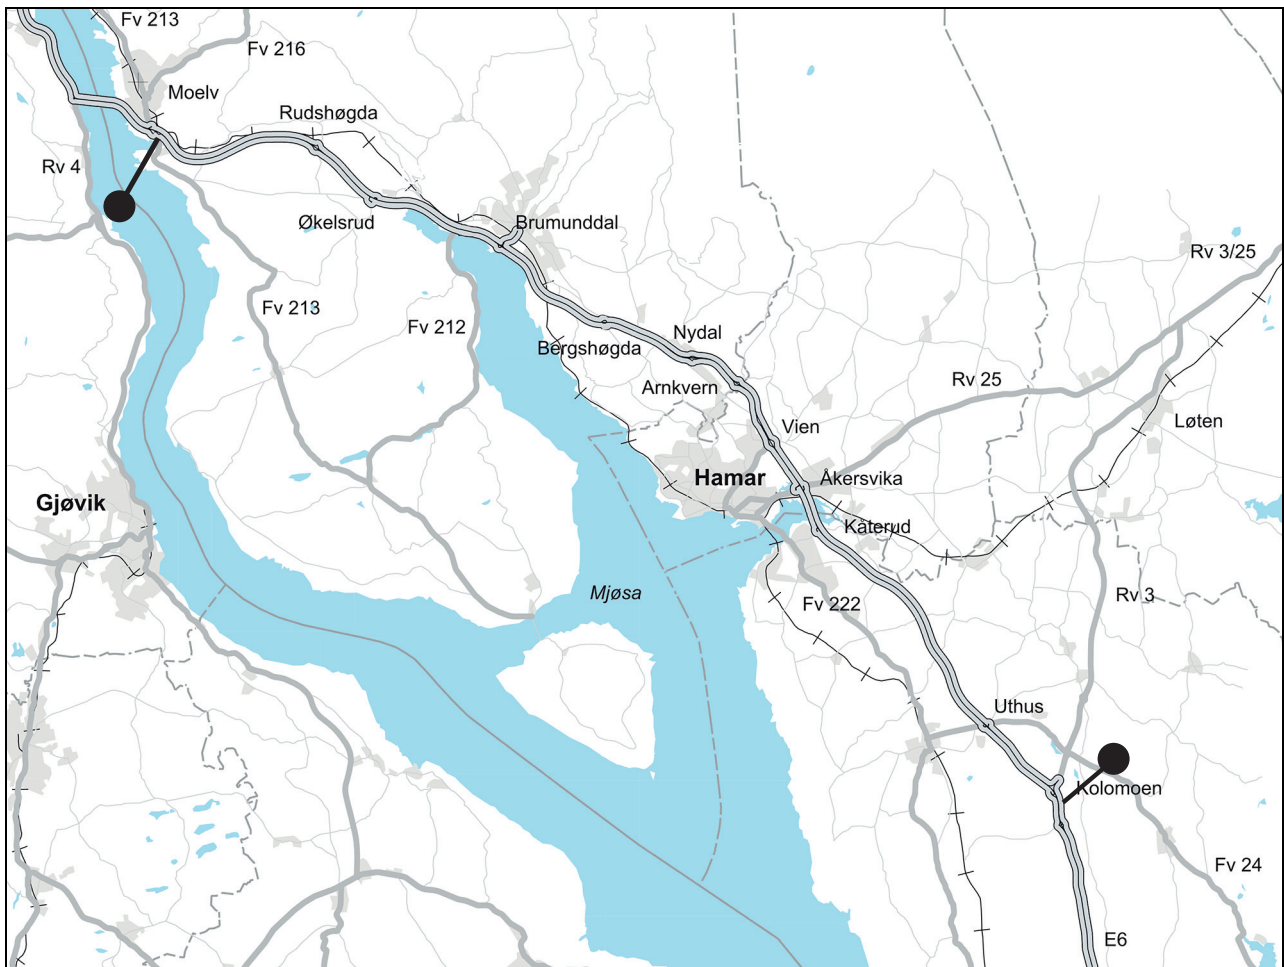 Fv 213
Fv 216
Moelv
Rudshøgda
Rv 4
Økelsrud
Brumunddal
Rv 3/25
Fv 213
Fv 212
Nydal
Bergshøgda
Arnkvern
Rv 25
Løten
Vien
Hamar
Åkersvika
Gjøvik
Kåterud
Mjøsa
Fv 222
Rv 3
Uthus
Kolomoen
Fv 24
E6